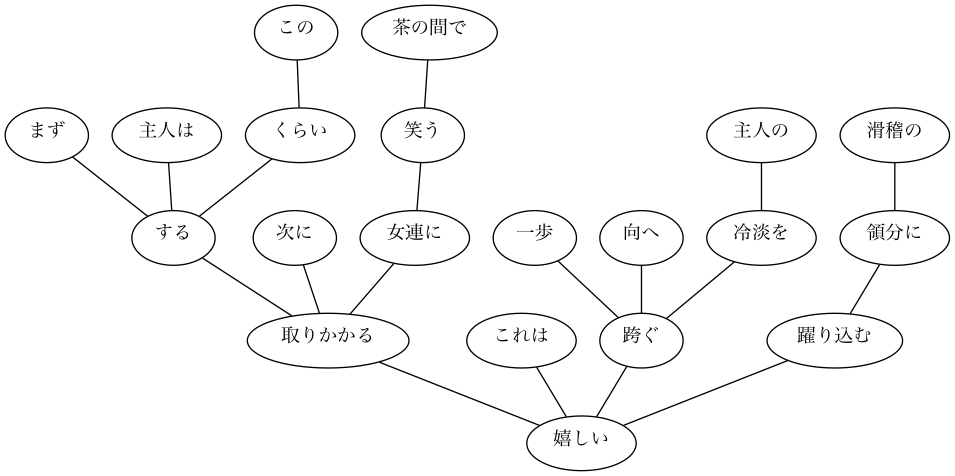 この
茶の間で
まず
主人は
くらい
笑う
主人の
滑稽の
する
次に
女連に
一歩
向へ
冷淡を
領分に
取りかかる
これは
跨ぐ
躍り込む
嬉しい